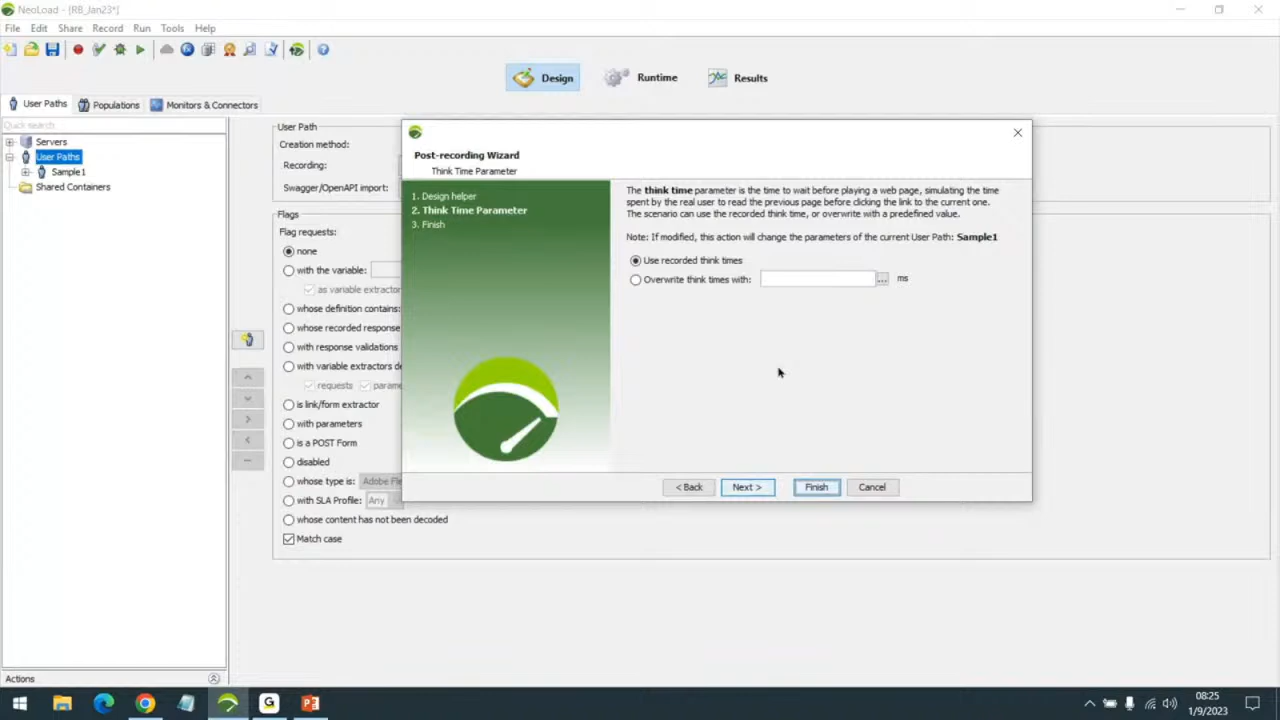 NeoLoad - {RB_Jan23*}
File Edit Share Record Run Tools Help
Design Runtime Results
User Paths Populations Monitors & Connectors
Quick search
Servers
User Paths
Sample1
Shared Containers
Actions
User Path
Creation method:
Recording:
Swagger/OpenAPI import:
Flags
Flag requests:
none
with the variable:
as variable extractor
whose definition contains:
whose recorded response
with response validations
with variable extractors de
requests parame
is link/form extractor
with parameters
is a POST Form
disabled
whose type is: Adobe Fle
with SLA Profile: Any
whose content has not been decoded
Match case
Post-recording Wizard
Think Time Parameter
1. Design helper
2. Think Time Parameter
3. Finish
The think time parameter is the time to wait before playing a web page, simulating the time
spent by the real user to read the previous page before clicking the link to the current one.
The scenario can use the recorded think time, or overwrite with a predefined value.
Note: If modified, this action will change the parameters of the current User Path: Sample1
Use recorded think times
Overwrite think times with: ... ms
< Back Next > Finish Cancel
08:25
1/9/2023